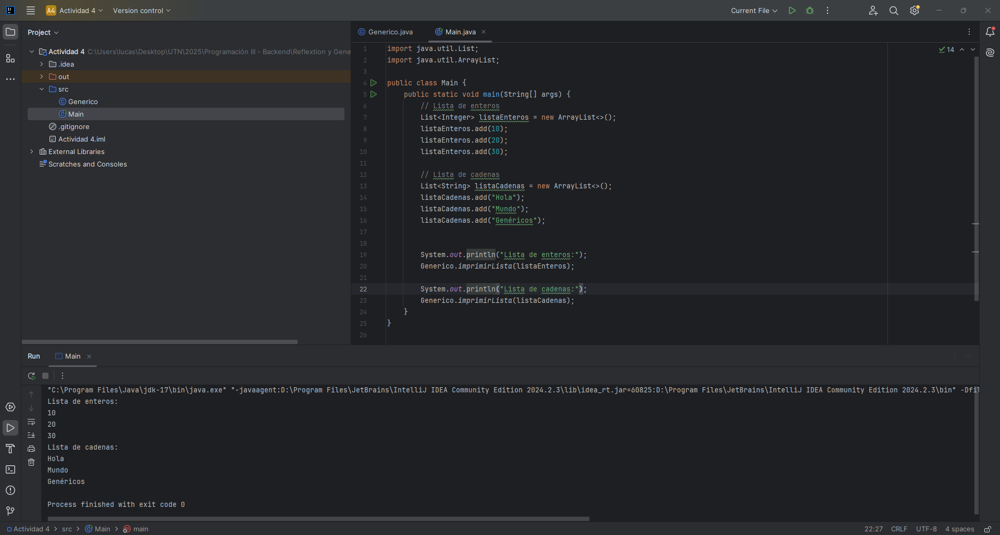 A4 Actividad 4 Version control Current File
Project
Actividad 4 C:\Users\lucas\Desktop\UTN\2025\Programación III - Backend\Reflextion y Gene
.idea
out
src
Generico
Main
.gitignore
Actividad 4.iml
External Libraries
Scratches and Consoles
Generico.java Main.java
14
1 import java.util.List;
2 import java.util.ArrayList;
3
4 public class Main {
5 public static void main(String[] args) {
6 // Lista de enteros
7 List<Integer> listaEnteros = new ArrayList<>();
8 listaEnteros.add(10);
9 listaEnteros.add(20);
10 listaEnteros.add(30);
11
12 // Lista de cadenas
13 List<String> listaCadenas = new ArrayList<>();
14 listaCadenas.add("Hola");
15 listaCadenas.add("Mundo");
16 listaCadenas.add("Genéricos");
17
18
19 System.out.println("Lista de enteros:");
20 Generico.imprimirLista(listaEnteros);
21
22 System.out.println("Lista de cadenas:");
23 Generico.imprimirLista(listaCadenas);
24 }
25 }
26
Run Main
"C:\Program Files\Java\jdk-17\bin\java.exe" "-javaagent:D:\Program Files\JetBrains\IntelliJ IDEA Community Edition 2024.2.3\lib\idea_rt.jar=60825:D:\Program Files\JetBrains\IntelliJ IDEA Community Edition 2024.2.3\bin" -Dfil
Lista de enteros:
10
20
30
Lista de cadenas:
Hola
Mundo
Genéricos
Process finished with exit code 0
Actividad 4 > src > Main > main 22:27 CRLF UTF-8 4 spaces